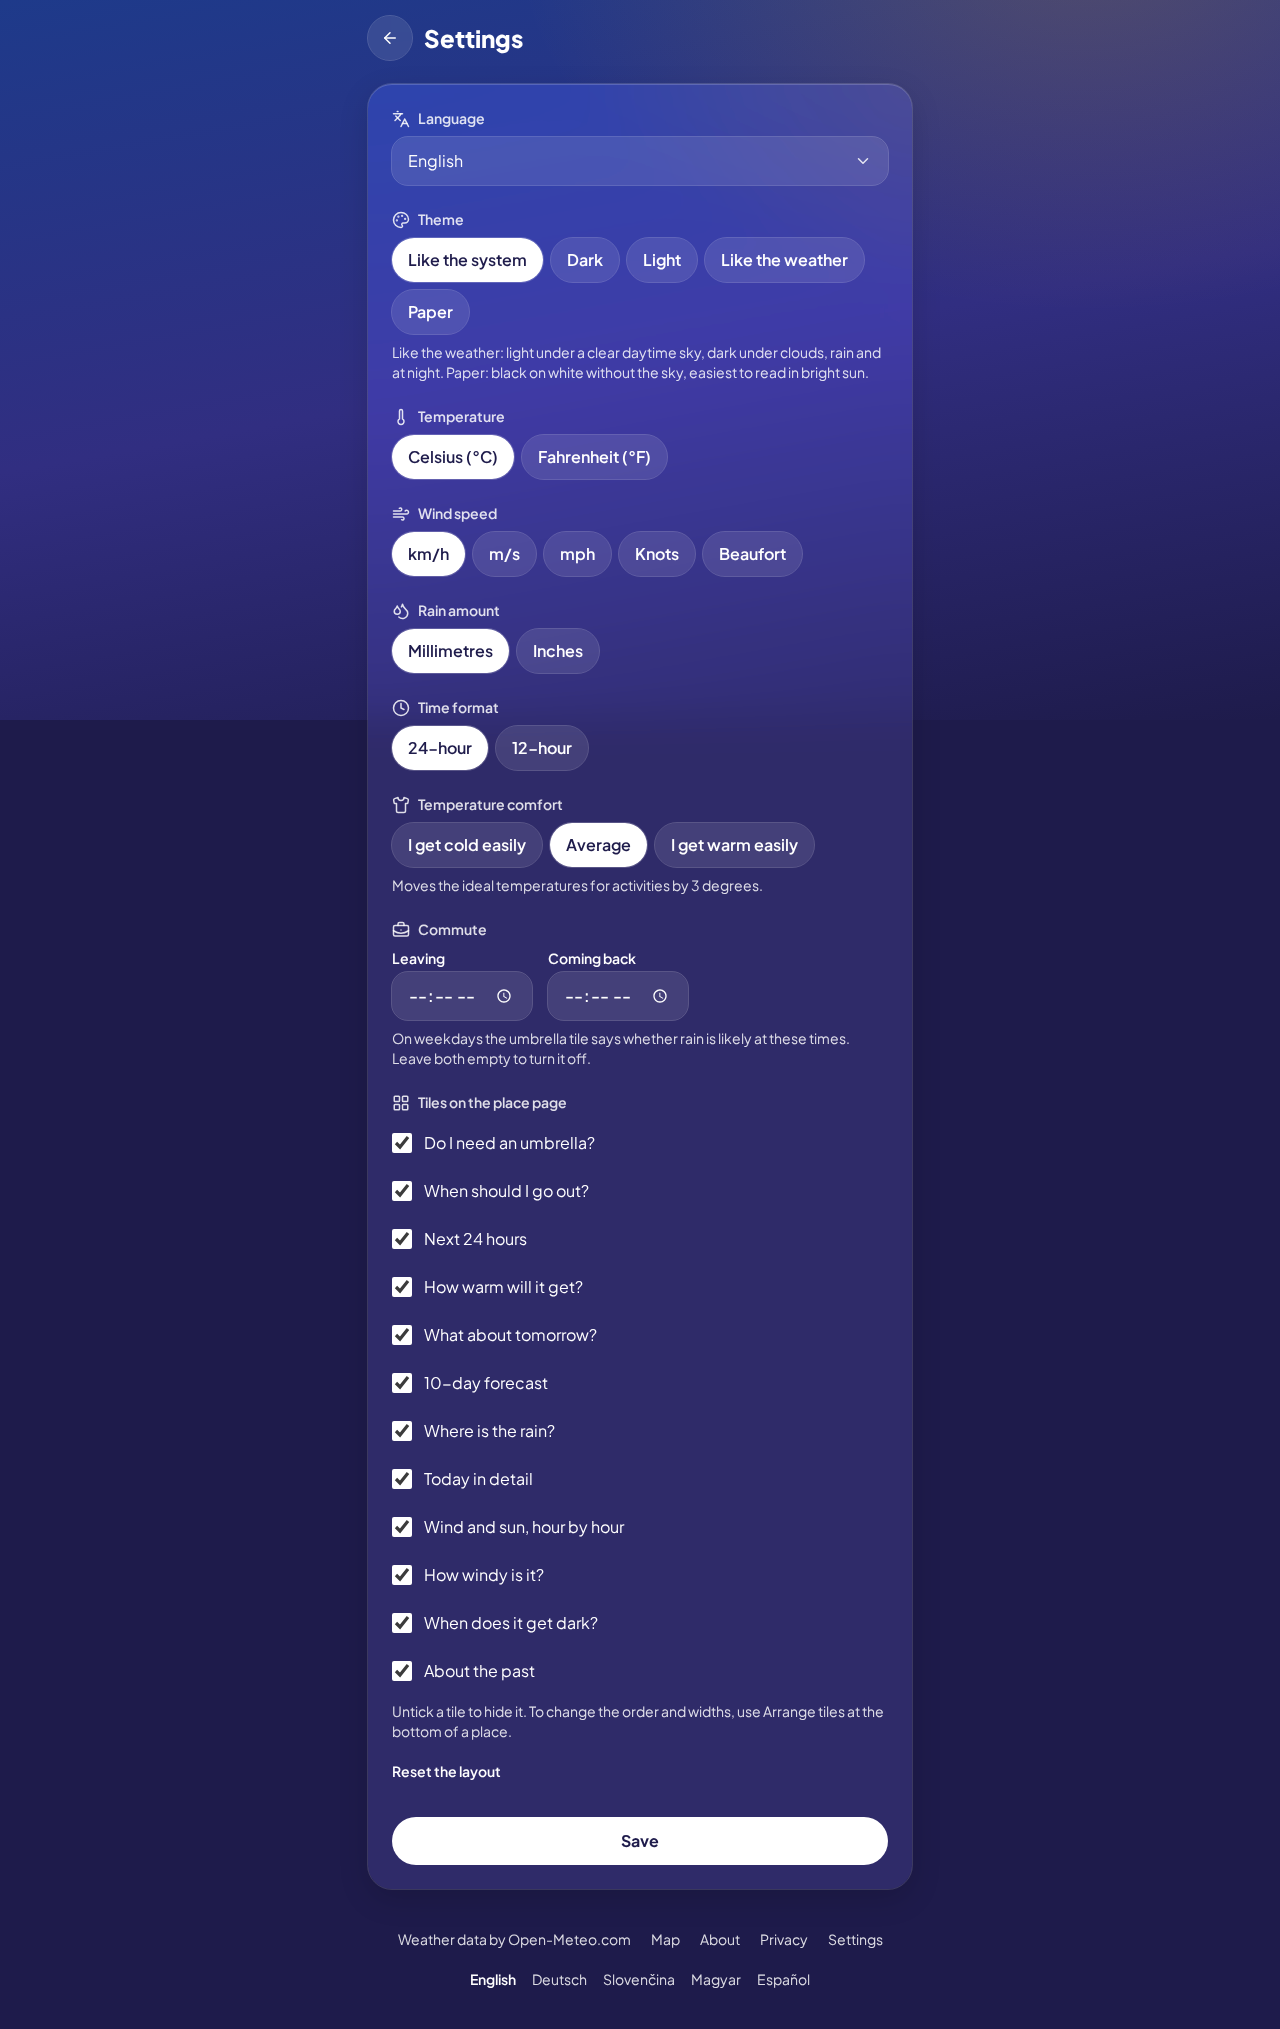 Settings
Language
English
Theme
Like the system
Dark
Light
Like the weather
Paper
Like the weather: light under a clear daytime sky, dark under clouds, rain and
at night. Paper: black on white without the sky, easiest to read in bright sun.
Temperature
Celsius (°C)
Fahrenheit (°F)
Wind speed
km/h
m/s
mph
Knots
Beaufort
Rain amount
Millimetres
Inches
Time format
24-hour
12-hour
Temperature comfort
I get cold easily
Average
I get warm easily
Moves the ideal temperatures for activities by 3 degrees.
Commute
Leaving
Coming back
--:-- --
--:-- --
On weekdays the umbrella tile says whether rain is likely at these times.
Leave both empty to turn it off.
Tiles on the place page
Do I need an umbrella?
When should I go out?
Next 24 hours
How warm will it get?
What about tomorrow?
10-day forecast
Where is the rain?
Today in detail
Wind and sun, hour by hour
How windy is it?
When does it get dark?
About the past
Untick a tile to hide it. To change the order and widths, use Arrange tiles at the
bottom of a place.
Reset the layout
Save
Weather data by Open-Meteo.com Map About Privacy Settings
English Deutsch Slovenčina Magyar Español